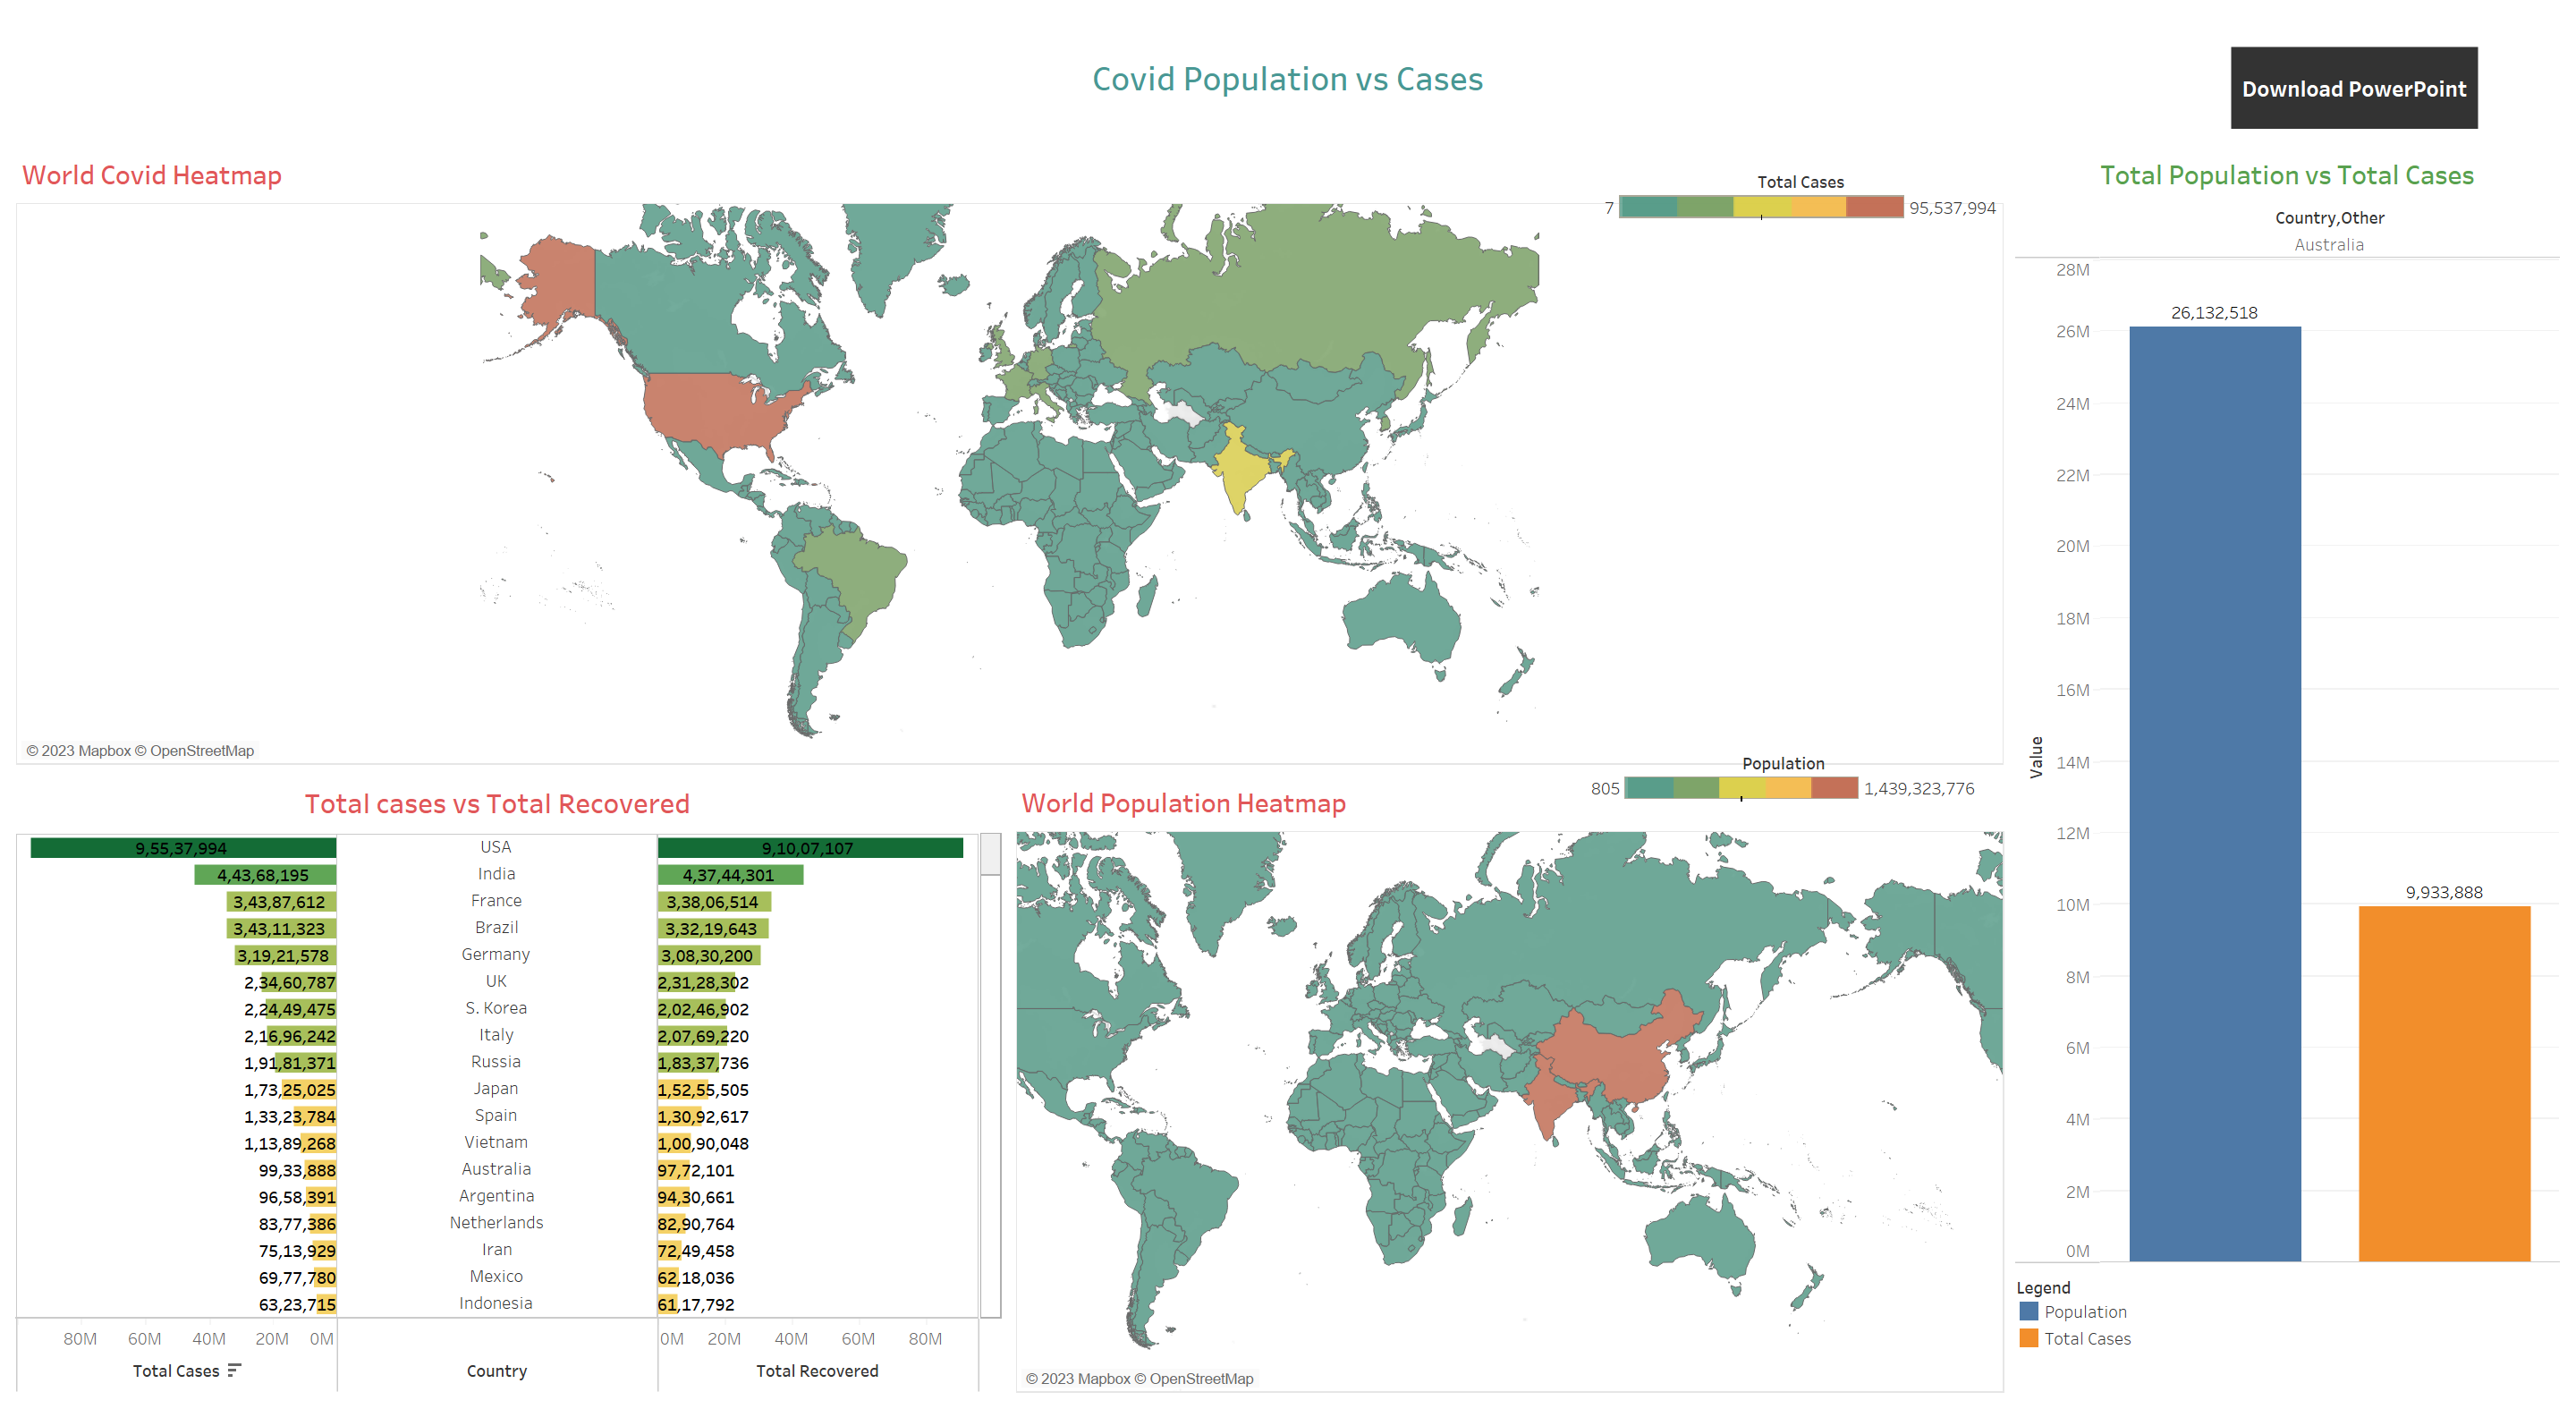 Covid Population vs Cases
Download PowerPoint
World Covid Heatmap
Total Cases
7
95,537,994
© 2023 Mapbox © OpenStreetMap
Total Population vs Total Cases
Country,Other
Australia
28M
26M
24M
22M
20M
18M
16M
14M
12M
10M
8M
6M
4M
2M
0M
Value
26,132,518
9,933,888
Legend
Population
Total Cases
Total cases vs Total Recovered
9,55,37,994 USA 9,10,07,107
4,43,68,195 India 4,37,44,301
3,43,87,612 France 3,38,06,514
3,43,11,323 Brazil 3,32,19,643
3,19,21,578 Germany 3,08,30,200
2,34,60,787 UK 2,31,28,302
2,24,49,475 S. Korea 2,02,46,902
2,16,96,242 Italy 2,07,69,220
1,91,81,371 Russia 1,83,37,736
1,73,25,025 Japan 1,52,55,505
1,33,23,784 Spain 1,30,92,617
1,13,89,268 Vietnam 1,00,90,048
99,33,888 Australia 97,72,101
96,58,391 Argentina 94,30,661
83,77,386 Netherlands 82,90,764
75,13,929 Iran 72,49,458
69,77,780 Mexico 62,18,036
63,23,715 Indonesia 61,17,792
80M 60M 40M 20M 0M 0M 20M 40M 60M 80M
Total Cases Country Total Recovered
World Population Heatmap
Population
805
1,439,323,776
© 2023 Mapbox © OpenStreetMap